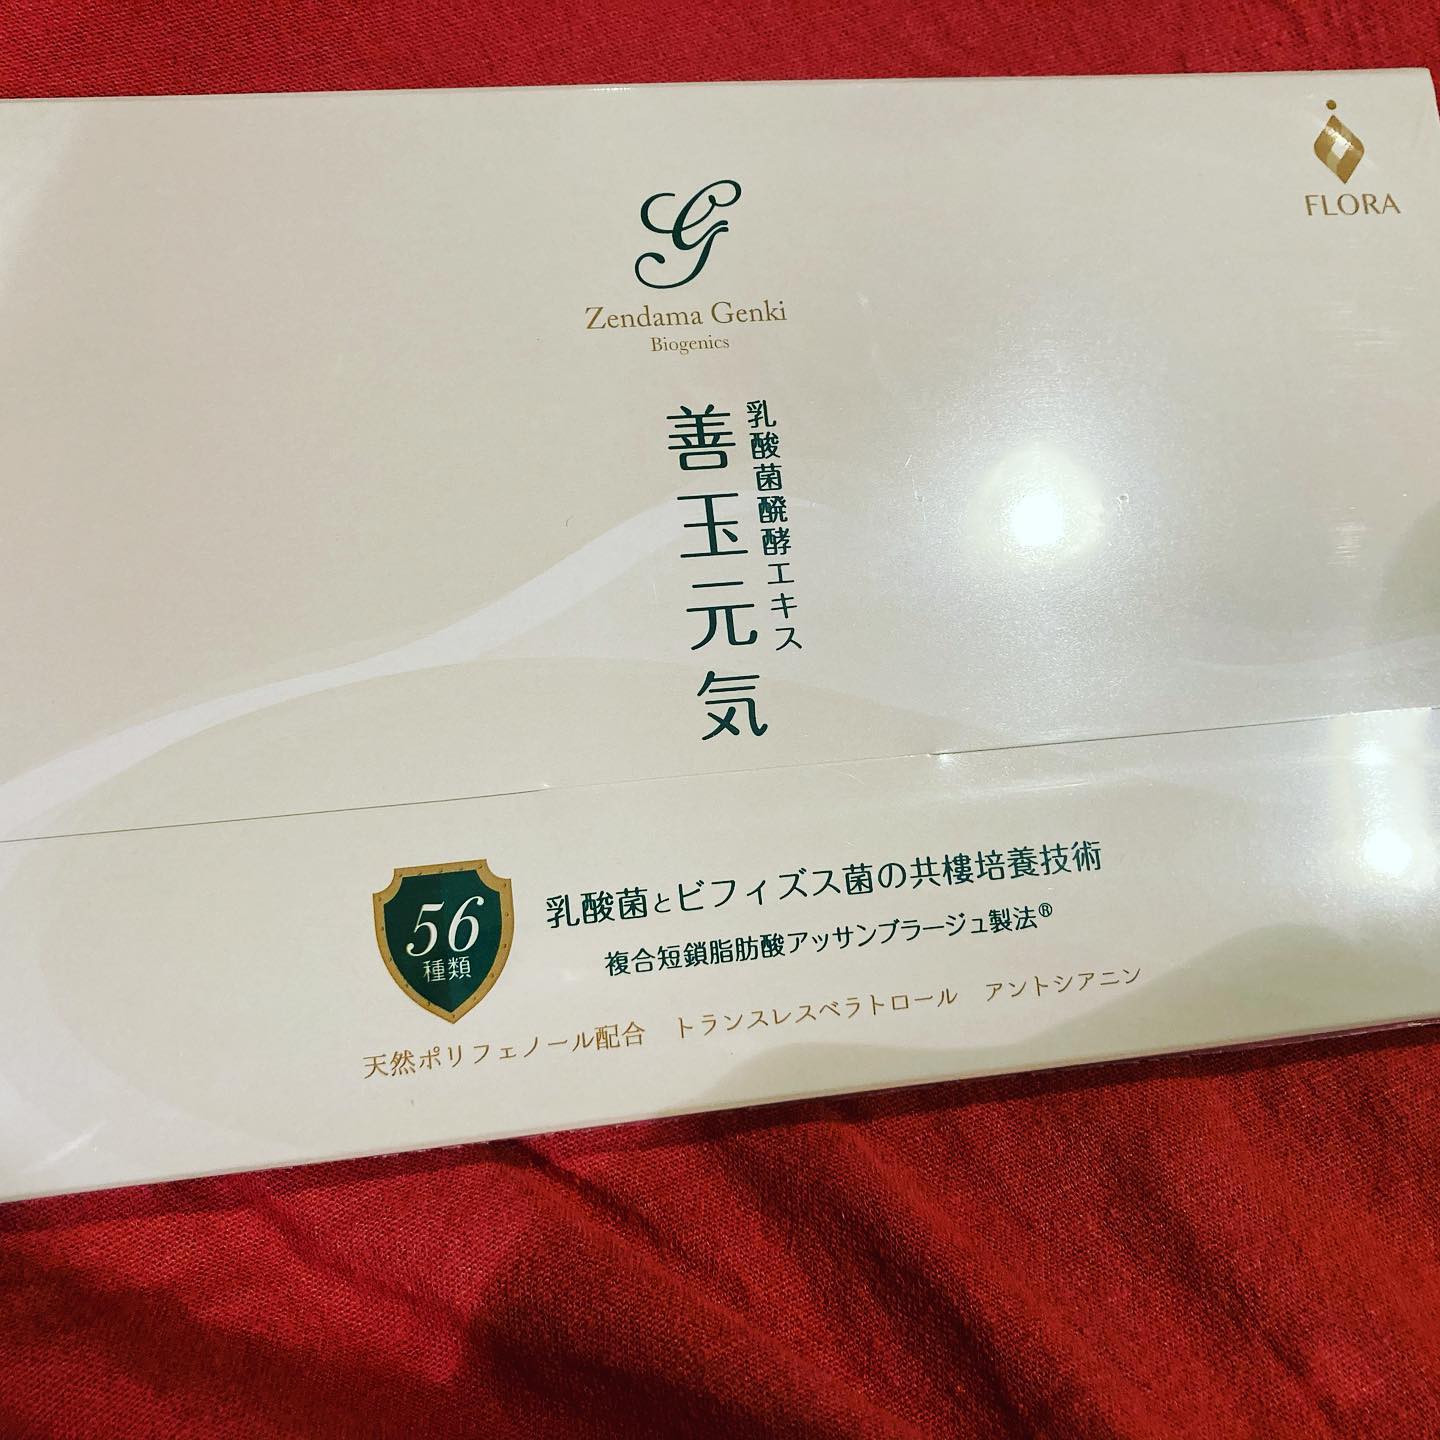 FLORA
G
Zendama Genki
Biogenics
乳酸菌醗酵エキス
善玉元気
56
種類
乳酸菌とビフィズス菌の共棲培養技術
複合短鎖脂肪酸アッサンブラージュ製法®
天然ポリフェノール配合 トランスレスベラトロール アントシアニン